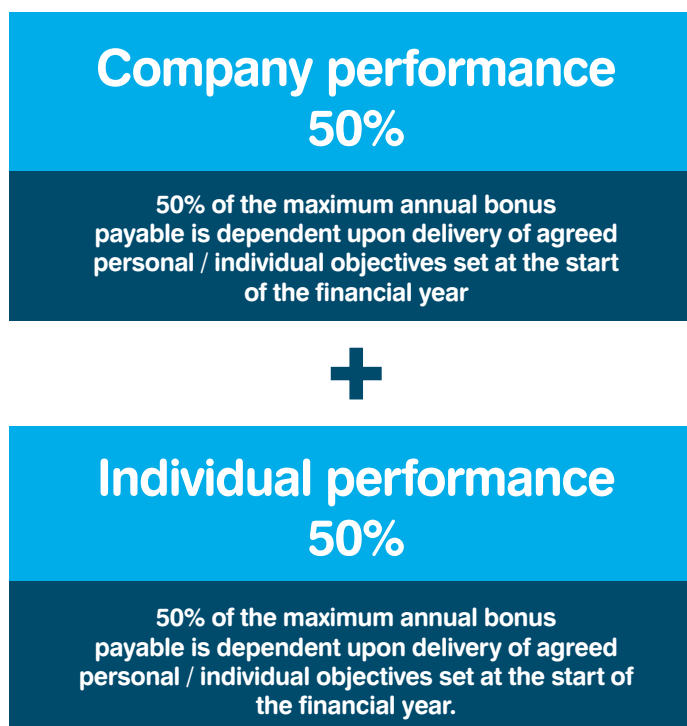 Company performance
50%
50% of the maximum annual bonus
payable is dependent upon delivery of agreed
personal / individual objectives set at the start
of the financial year
+
Individual performance
50%
50% of the maximum annual bonus
payable is dependent upon delivery of agreed
personal / individual objectives set at the start of
the financial year.